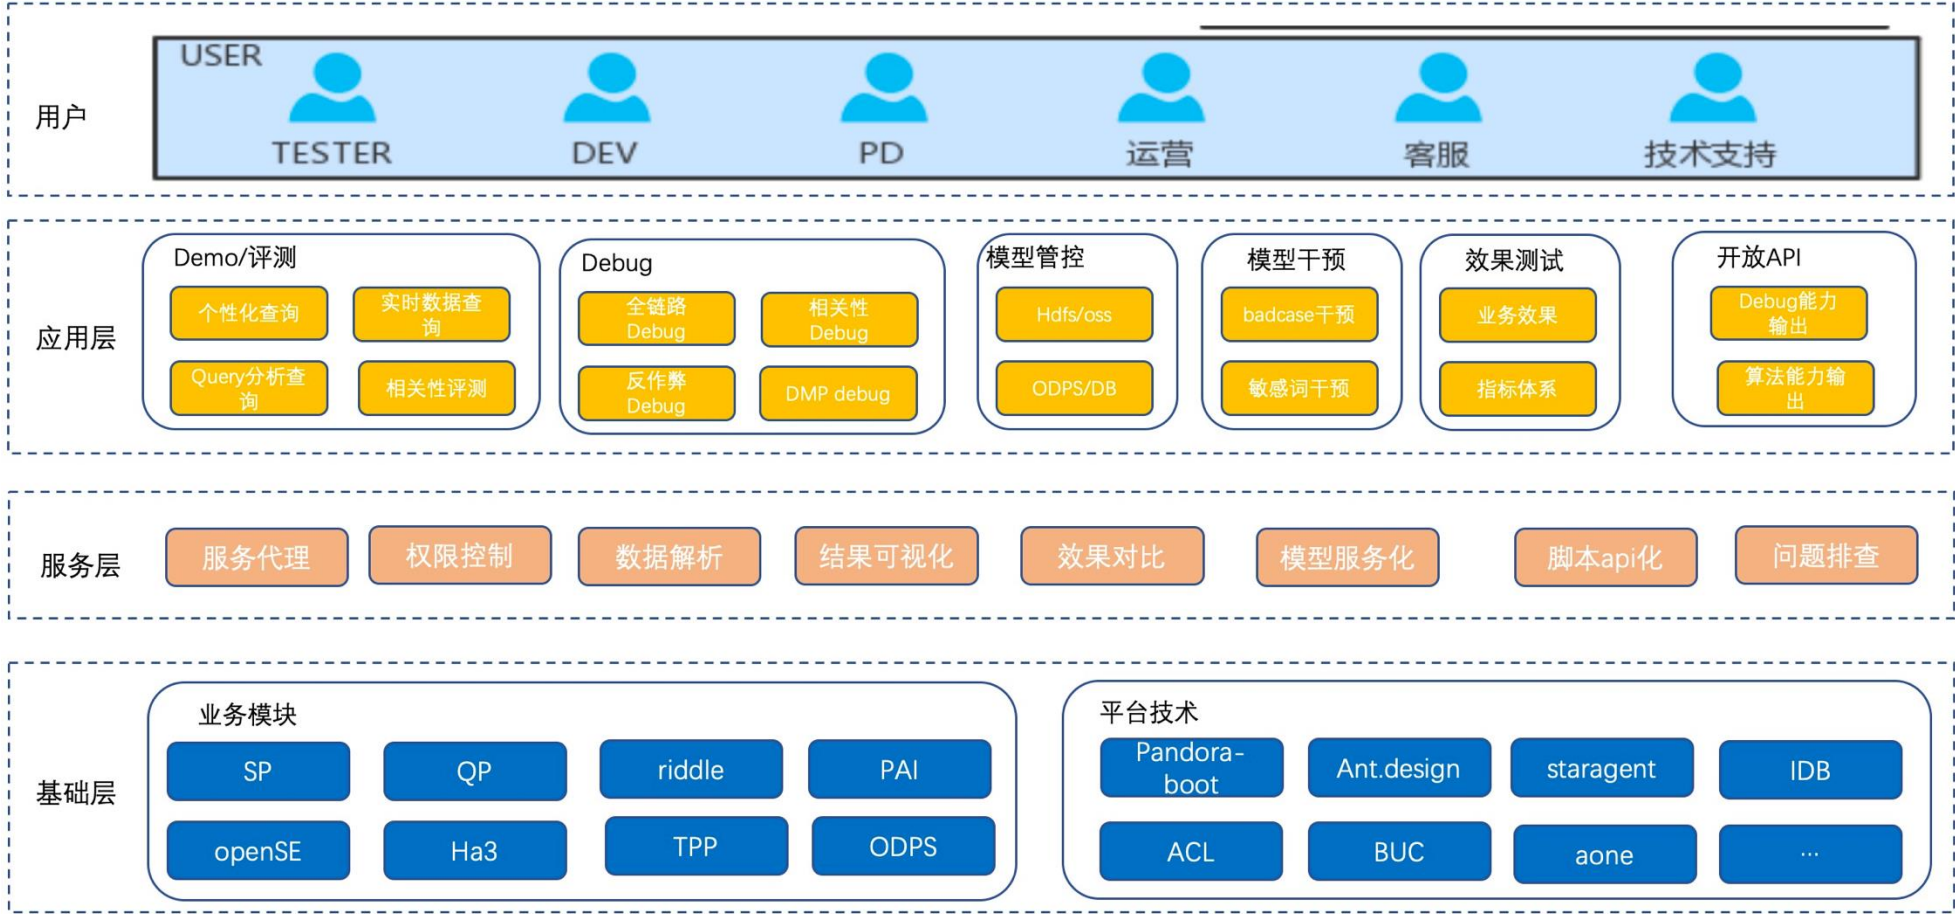 用户
USER
TESTER
DEV
PD
运营
客服
技术支持
应用层
Demo/评测
个性化查询
实时数据查
询
Query分析查
询
相关性评测
Debug
全链路
Debug
相关性
Debug
反作弊
Debug
DMP debug
模型管控
Hdfs/oss
ODPS/DB
模型干预
badcase干预
敏感词干预
效果测试
业务效果
指标体系
开放API
Debug能力
输出
算法能力输
出
服务层
服务代理
权限控制
数据解析
结果可视化
效果对比
模型服务化
脚本api化
问题排查
基础层
业务模块
SP
QP
riddle
PAI
openSE
Ha3
TPP
ODPS
平台技术
Pandora-
boot
Ant.design
staragent
IDB
ACL
BUC
aone
...